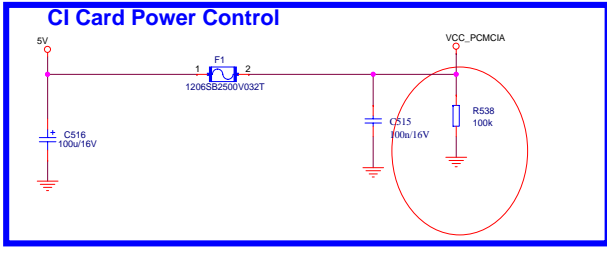 CI Card Power Control
5V
VCC_PCMCIA
F1
1 2
1206SB2500V032T
+
C516
100u/16V
C515
100n/16V
R538
100k